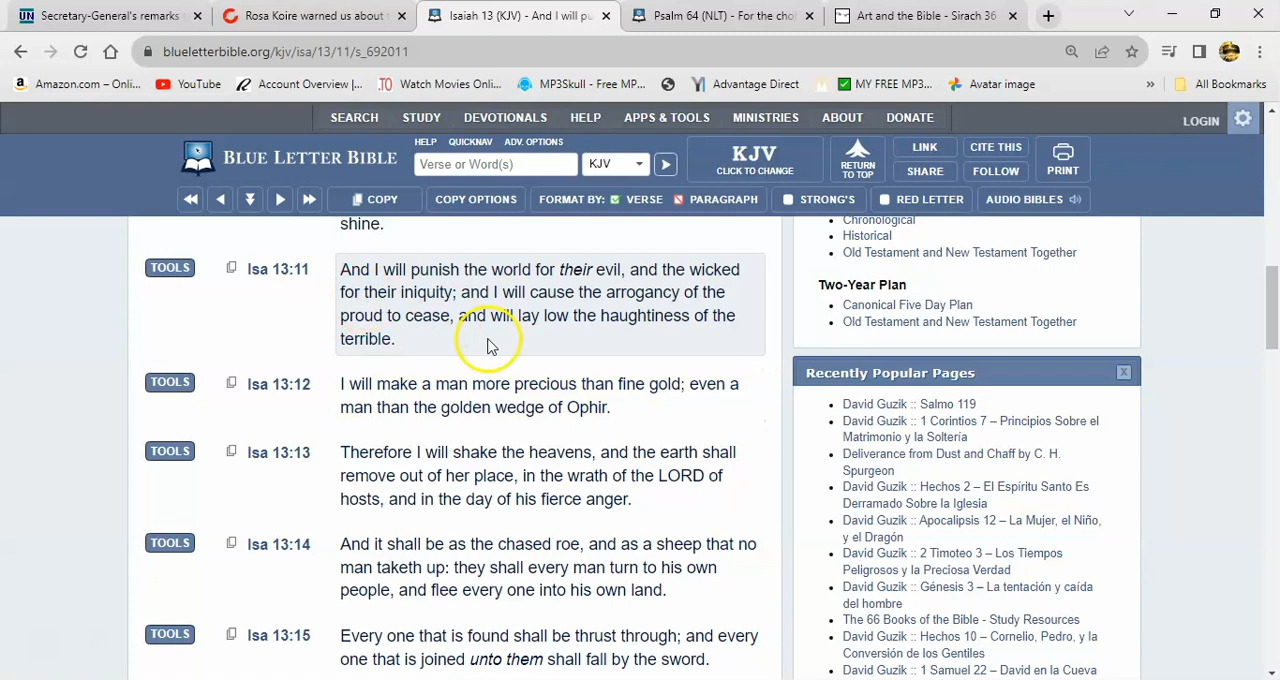 Secretary-General's remarks
Rosa Koire warned us about
Isaiah 13 (KJV) - And I will pu
Psalm 64 (NLT) - For the cho
Art and the Bible - Sirach 36
blueletterbible.org/kjv/isa/13/11/s_692011
Amazon.com – Onli...
YouTube
Account Overview |...
Watch Movies Onl...
MP3Skull - Free MP...
Advantage Direct
MY FREE MP3...
Avatar image
»
All Bookmarks
SEARCH
STUDY
DEVOTIONALS
HELP
APPS & TOOLS
MINISTRIES
ABOUT
DONATE
LOGIN
BLUE LETTER BIBLE
HELP
QUICKNAV
ADV. OPTIONS
Verse or Word(s)
KJV
KJV
CLICK TO CHANGE
RETURN
TO TOP
LINK
CITE THIS
SHARE
FOLLOW
PRINT
COPY
COPY OPTIONS
FORMAT BY:
VERSE
PARAGRAPH
STRONG'S
RED LETTER
AUDIO BIBLES
shine.
TOOLS
Isa 13:11
And I will punish the world for their evil, and the wicked
for their iniquity; and I will cause the arrogancy of the
proud to cease, and will lay low the haughtiness of the
terrible.
TOOLS
Isa 13:12
I will make a man more precious than fine gold; even a
man than the golden wedge of Ophir.
TOOLS
Isa 13:13
Therefore I will shake the heavens, and the earth shall
remove out of her place, in the wrath of the LORD of
hosts, and in the day of his fierce anger.
TOOLS
Isa 13:14
And it shall be as the chased roe, and as a sheep that no
man taketh up: they shall every man turn to his own
people, and flee every one into his own land.
TOOLS
Isa 13:15
Every one that is found shall be thrust through; and every
one that is joined unto them shall fall by the sword.
Chronological
Historical
Old Testament and New Testament Together
Two-Year Plan
Canonical Five Day Plan
Old Testament and New Testament Together
Recently Popular Pages
David Guzik :: Salmo 119
David Guzik :: 1 Corintios 7 – Principios Sobre el
Matrimonio y la Soltería
Deliverance from Dust and Chaff by C. H.
Spurgeon
David Guzik :: Hechos 2 – El Espíritu Santo Es
Derramado Sobre la Iglesia
David Guzik :: Apocalipsis 12 – La Mujer, el Niño,
y el Dragón
David Guzik :: 2 Timoteo 3 – Los Tiempos
Peligrosos y la Preciosa Verdad
David Guzik :: Génesis 3 – La tentación y caída
del hombre
The 66 Books of the Bible - Study Resources
David Guzik :: Hechos 10 – Cornelio, Pedro, y la
Conversión de los Gentiles
David Guzik :: 1 Samuel 22 – David en la Cueva